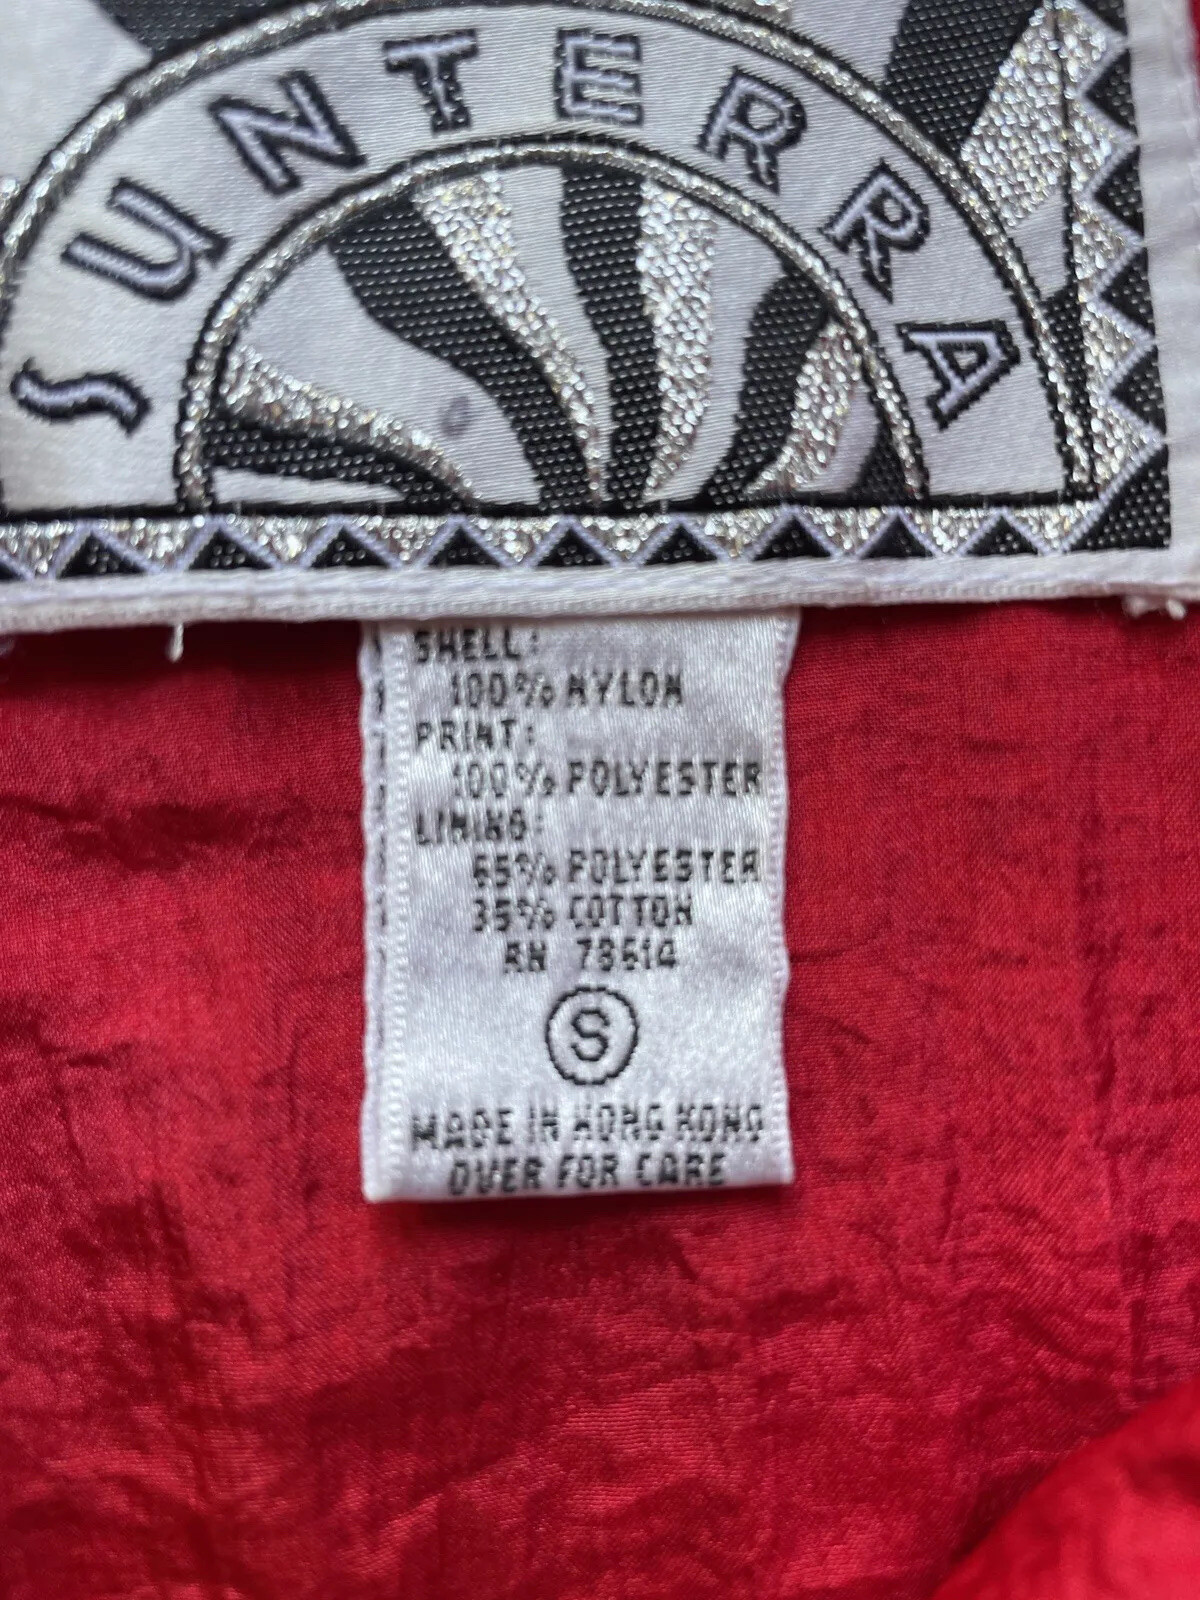 SUNTERRA
SHELL:
100% NYLON
PRINT:
100% POLYESTER
LINING:
65% POLYESTER
35% COTTON
RN 78614
S
MADE IN HONG KONG
OVER FOR CARE